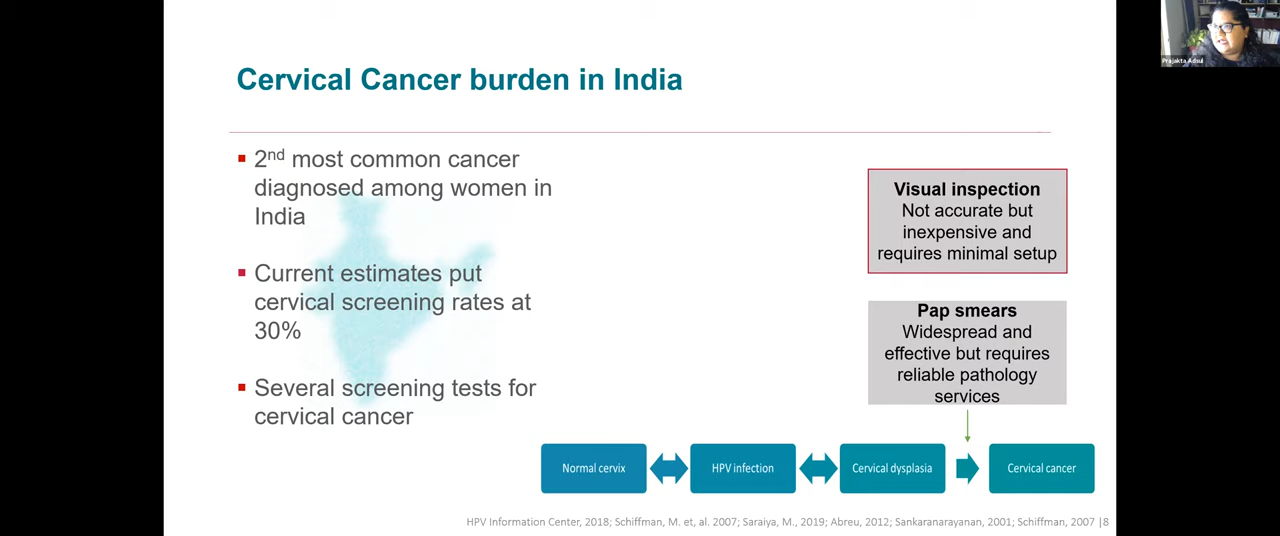 Cervical Cancer burden in India
2nd most common cancer
diagnosed among women in
India
Current estimates put
cervical screening rates at
30%
Several screening tests for
cervical cancer
Visual inspection
Not accurate but
inexpensive and
requires minimal setup
Pap smears
Widespread and
effective but requires
reliable pathology
services
Normal cervix
HPV infection
Cervical dysplasia
Cervical cancer
HPV Information Center, 2018; Schiffman, M. et, al. 2007; Saraiya, M., 2019; Abreu, 2012; Sankaranarayanan, 2001; Schiffman, 2007 |8
Prajakta Adsul